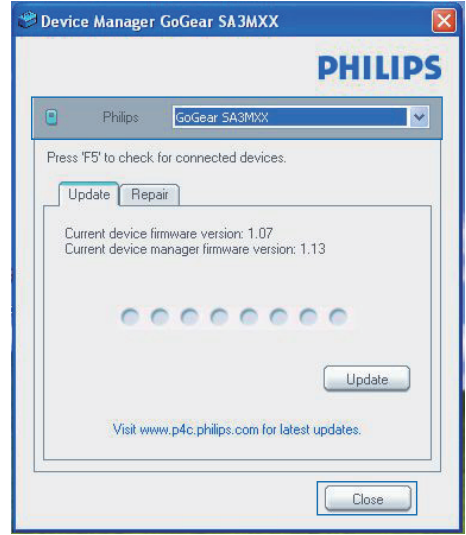 Device Manager GoGear SA3MXX
PHILIPS
Philips GoGear SA3MXX
Press 'F5' to check for connected devices.
Update Repair
Current device firmware version: 1.07
Current device manager firmware version: 1.13
Update
Visit www.p4c.philips.com for latest updates.
Close